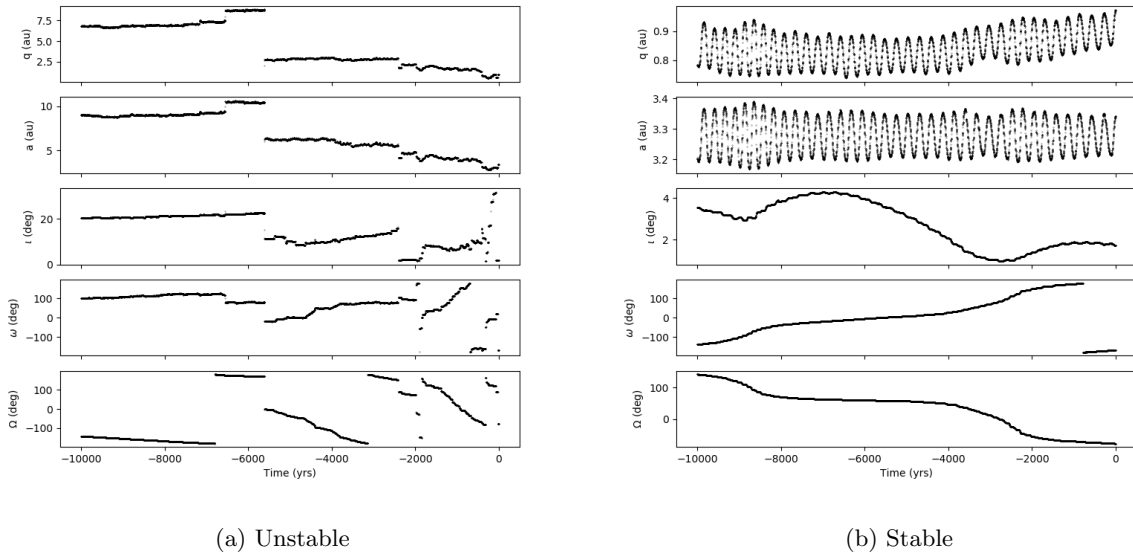 7.5
5.0
2.5
q (au)
10
5
a (au)
20
0
ι (deg)
100
0
−100
ω (deg)
100
0
−100
Ω (deg)
−10000 −8000 −6000 −4000 −2000 0
Time (yrs)
(a) Unstable
0.9
0.8
q (au)
3.4
3.3
3.2
a (au)
4
2
ι (deg)
100
0
−100
ω (deg)
100
0
Ω (deg)
−10000 −8000 −6000 −4000 −2000 0
Time (yrs)
(b) Stable